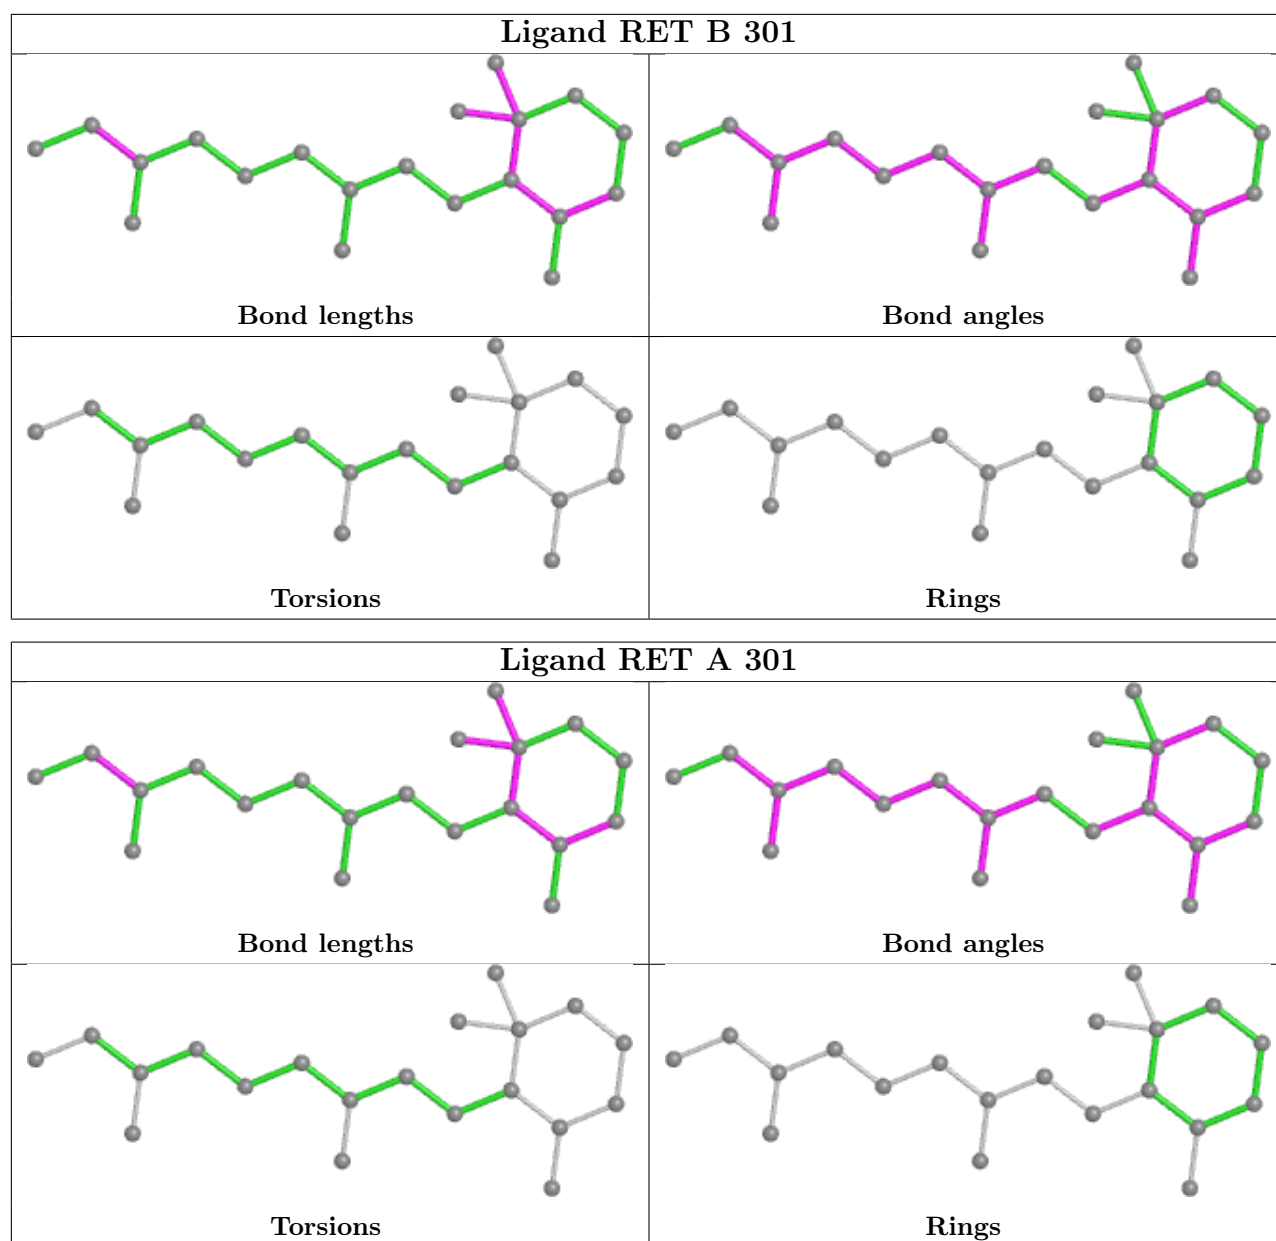 Ligand RET B 301
Bond lengths
Bond angles
Torsions
Rings
Ligand RET A 301
Bond lengths
Bond angles
Torsions
Rings